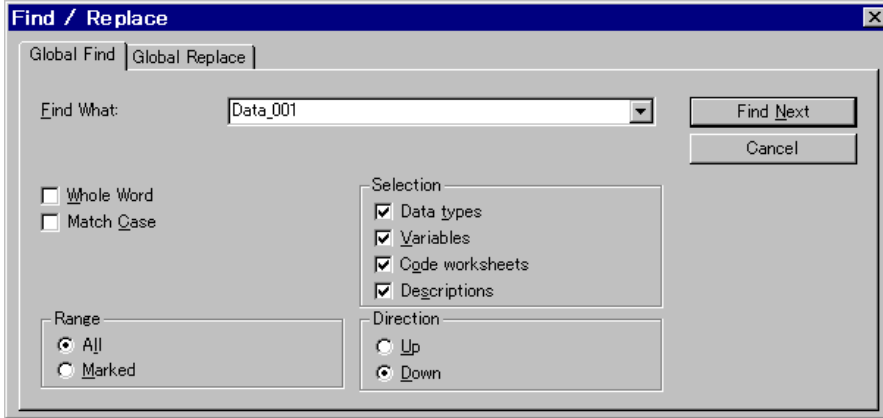 Find / Replace
Global Find Global Replace
Find What: Data_001 Find Next
Cancel
Whole Word
Match Case
Selection
Data types
Variables
Code worksheets
Descriptions
Range
All
Marked
Direction
Up
Down